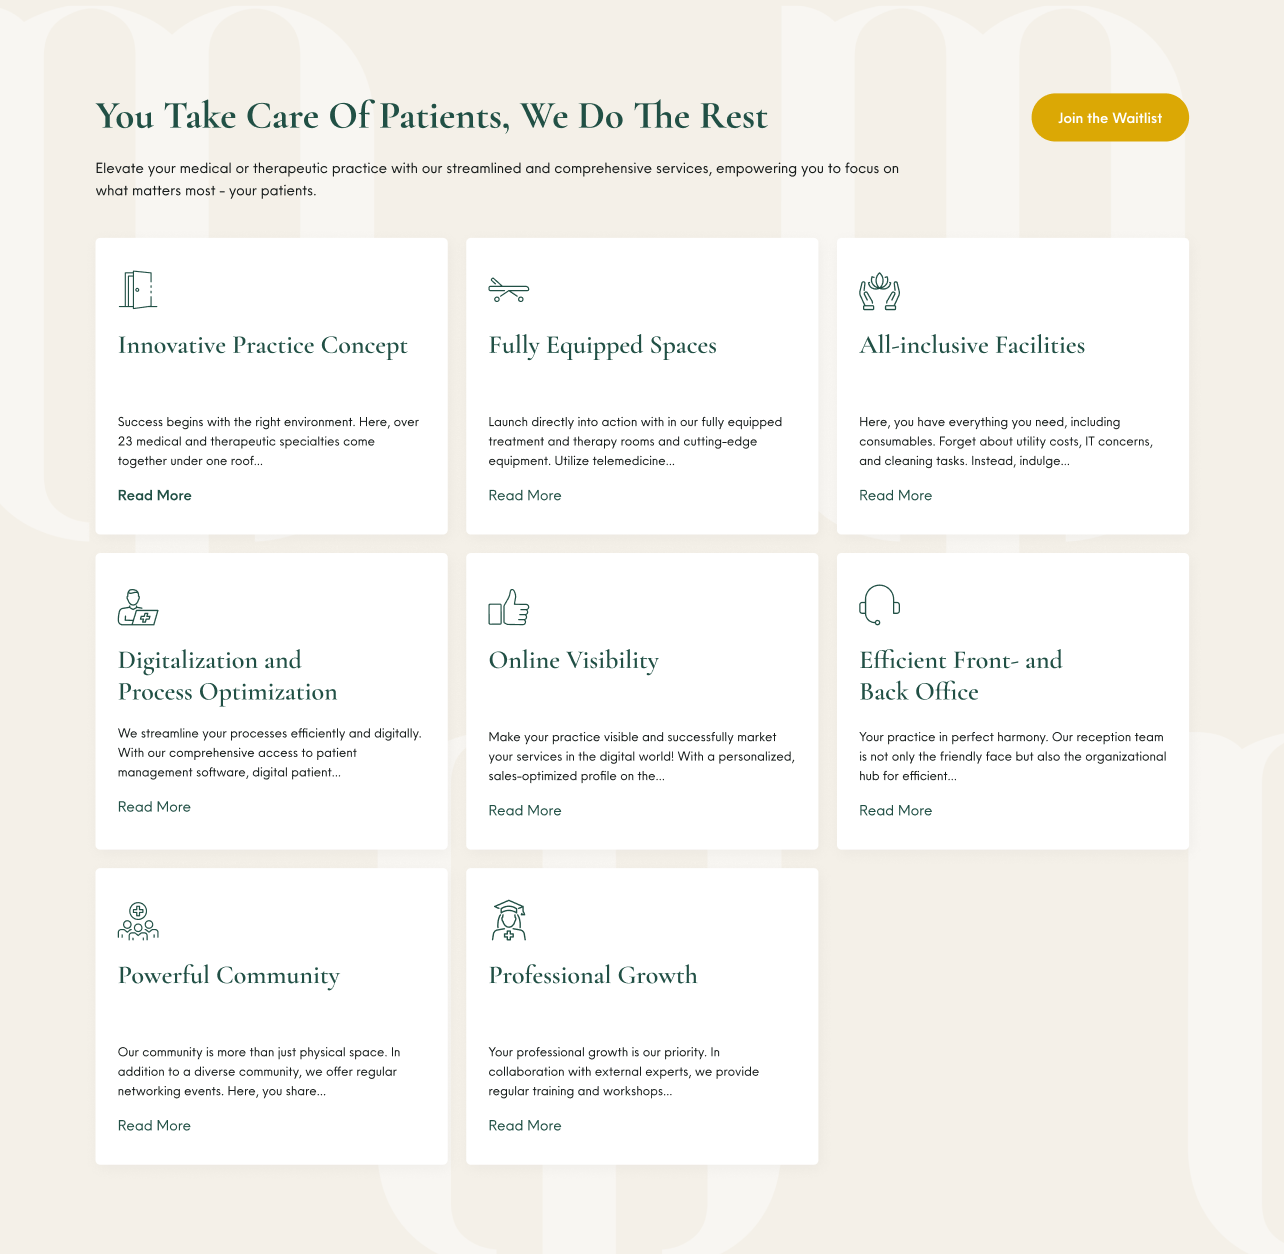 You Take Care Of Patients, We Do The Rest
Join the Waitlist
Elevate your medical or therapeutic practice with our streamlined and comprehensive services, empowering you to focus on
what matters most - your patients.
Innovative Practice Concept
Success begins with the right environment. Here, over
23 medical and therapeutic specialties come
together under one roof...
Read More
Fully Equipped Spaces
Launch directly into action with in our fully equipped
treatment and therapy rooms and cutting-edge
equipment. Utilize telemedicine...
Read More
All-inclusive Facilities
Here, you have everything you need, including
consumables. Forget about utility costs, IT concerns,
and cleaning tasks. Instead, indulge...
Read More
Digitalization and
Process Optimization
We streamline your processes efficiently and digitally.
With our comprehensive access to patient
management software, digital patient...
Read More
Online Visibility
Make your practice visible and successfully market
your services in the digital world! With a personalized,
sales-optimized profile on the...
Read More
Efficient Front- and
Back Office
Your practice in perfect harmony. Our reception team
is not only the friendly face but also the organizational
hub for efficient...
Read More
Powerful Community
Our community is more than just physical space. In
addition to a diverse community, we offer regular
networking events. Here, you share...
Read More
Professional Growth
Your professional growth is our priority. In
collaboration with external experts, we provide
regular training and workshops...
Read More